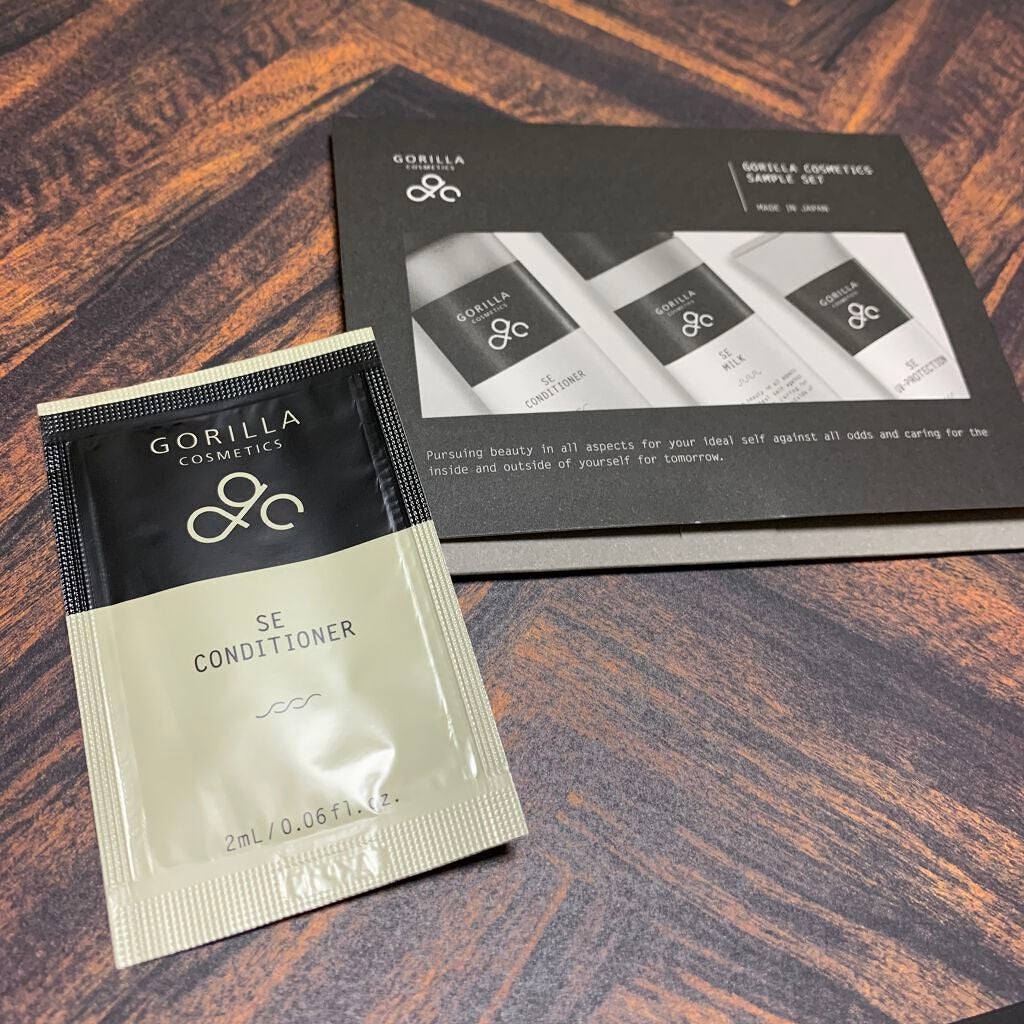 GORILLA
COSMETICS
GORILLA COSMETICS
SAMPLE SET
MADE IN JAPAN
GORILLA
COSMETICS
SE
CONDITIONER
GORILLA
COSMETICS
SE
MILK
GORILLA
COSMETICS
SE
UV-PROTECTION
Pursuing beauty in all aspects for your ideal self against all odds and caring for the
inside and outside of yourself for tomorrow.
GORILLA
COSMETICS
SE
CONDITIONER
2mL/0.06fl.oz.